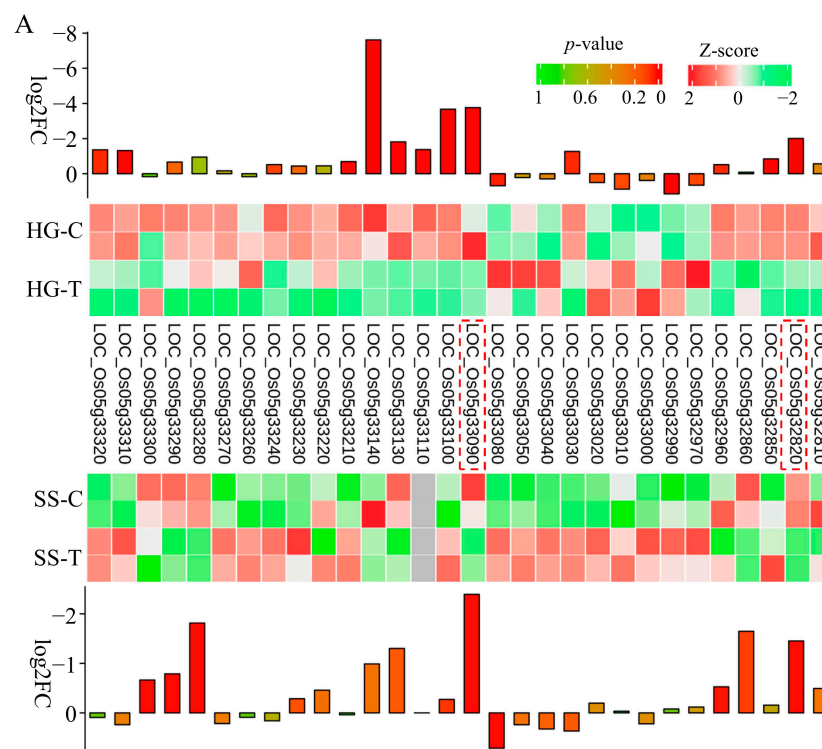 A
−8
−6
−4
−2
0
log2FC
p-value
1 0.6 0.2 0
Z-score
2 0 −2
HG-C
HG-T
LOC_Os05g33320
LOC_Os05g33310
LOC_Os05g33300
LOC_Os05g33290
LOC_Os05g33280
LOC_Os05g33270
LOC_Os05g33260
LOC_Os05g33240
LOC_Os05g33230
LOC_Os05g33220
LOC_Os05g33210
LOC_Os05g33140
LOC_Os05g33130
LOC_Os05g33110
LOC_Os05g33100
LOC_Os05g33090
LOC_Os05g33080
LOC_Os05g33050
LOC_Os05g33040
LOC_Os05g33030
LOC_Os05g33020
LOC_Os05g33010
LOC_Os05g33000
LOC_Os05g32990
LOC_Os05g32970
LOC_Os05g32960
LOC_Os05g32860
LOC_Os05g32850
LOC_Os05g32820
LOC_Os05g32810
SS-C
SS-T
−2
−1
0
log2FC